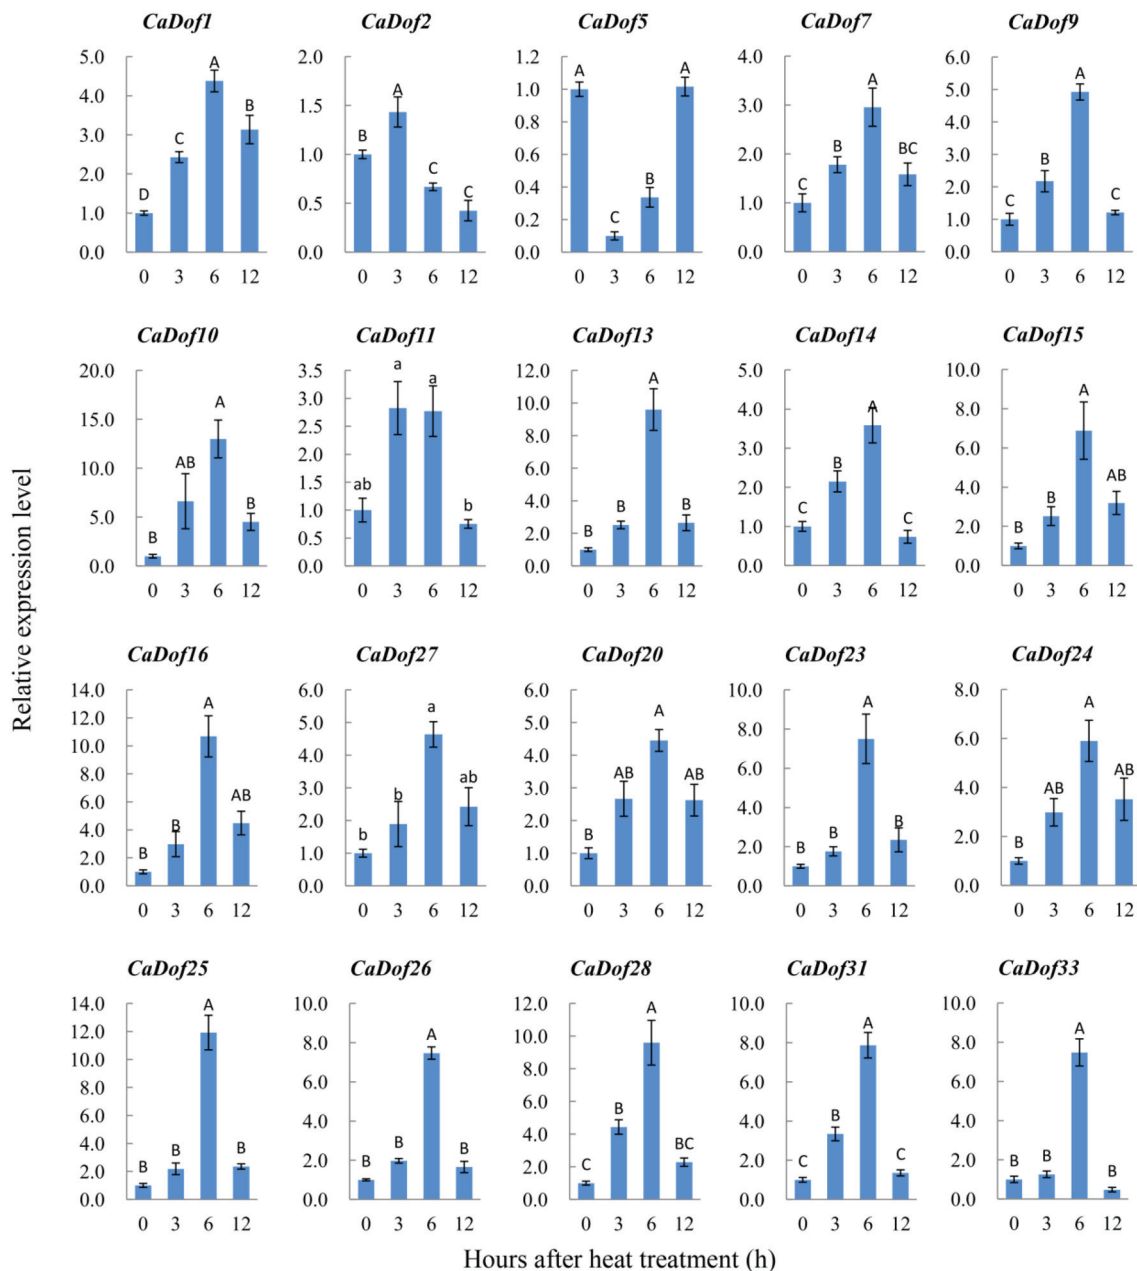 CaDof1 CaDof2 CaDof5 CaDof7 CaDof9
5.0 4.0 3.0 2.0 1.0 0.0
D C A B
0 3 6 12
2.0 1.5 1.0 0.5 0.0
B A C C
0 3 6 12
1.2 1.0 0.8 0.6 0.4 0.2 0.0
A C B A
0 3 6 12
4.0 3.0 2.0 1.0 0.0
C B A BC
0 3 6 12
6.0 5.0 4.0 3.0 2.0 1.0 0.0
C B A C
0 3 6 12
Relative expression level
CaDof10 CaDof11 CaDof13 CaDof14 CaDof15
20.0 15.0 10.0 5.0 0.0
B AB A B
0 3 6 12
3.5 3.0 2.5 2.0 1.5 1.0 0.5 0.0
ab a a b
0 3 6 12
12.0 10.0 8.0 6.0 4.0 2.0 0.0
B B A B
0 3 6 12
5.0 4.0 3.0 2.0 1.0 0.0
C B A C
0 3 6 12
10.0 8.0 6.0 4.0 2.0 0.0
B B A AB
0 3 6 12
CaDof16 CaDof27 CaDof20 CaDof23 CaDof24
14.0 12.0 10.0 8.0 6.0 4.0 2.0 0.0
B B A AB
0 3 6 12
6.0 5.0 4.0 3.0 2.0 1.0 0.0
b b a ab
0 3 6 12
6.0 5.0 4.0 3.0 2.0 1.0 0.0
B AB A AB
0 3 6 12
10.0 8.0 6.0 4.0 2.0 0.0
B B A B
0 3 6 12
8.0 6.0 4.0 2.0 0.0
B AB A AB
0 3 6 12
CaDof25 CaDof26 CaDof28 CaDof31 CaDof33
14.0 12.0 10.0 8.0 6.0 4.0 2.0 0.0
B B A B
0 3 6 12
10.0 8.0 6.0 4.0 2.0 0.0
B B A B
0 3 6 12
12.0 10.0 8.0 6.0 4.0 2.0 0.0
C B A BC
0 3 6 12
10.0 8.0 6.0 4.0 2.0 0.0
C B A C
0 3 6 12
10.0 8.0 6.0 4.0 2.0 0.0
B B A B
0 3 6 12
Hours after heat treatment (h)